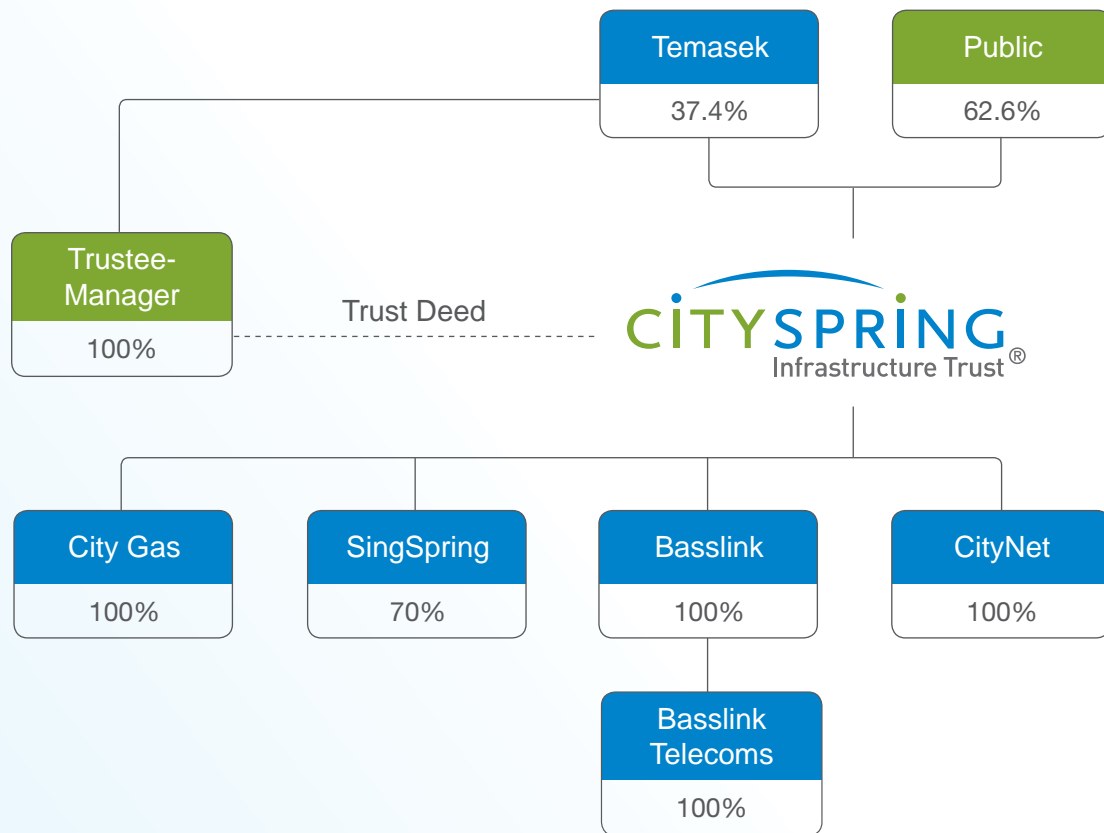 Temasek
37.4%
Public
62.6%
Trustee-
Manager
100%
Trust Deed
CITYSPRING
Infrastructure Trust ®
City Gas
100%
SingSpring
70%
Basslink
100%
CityNet
100%
Basslink
Telecoms
100%